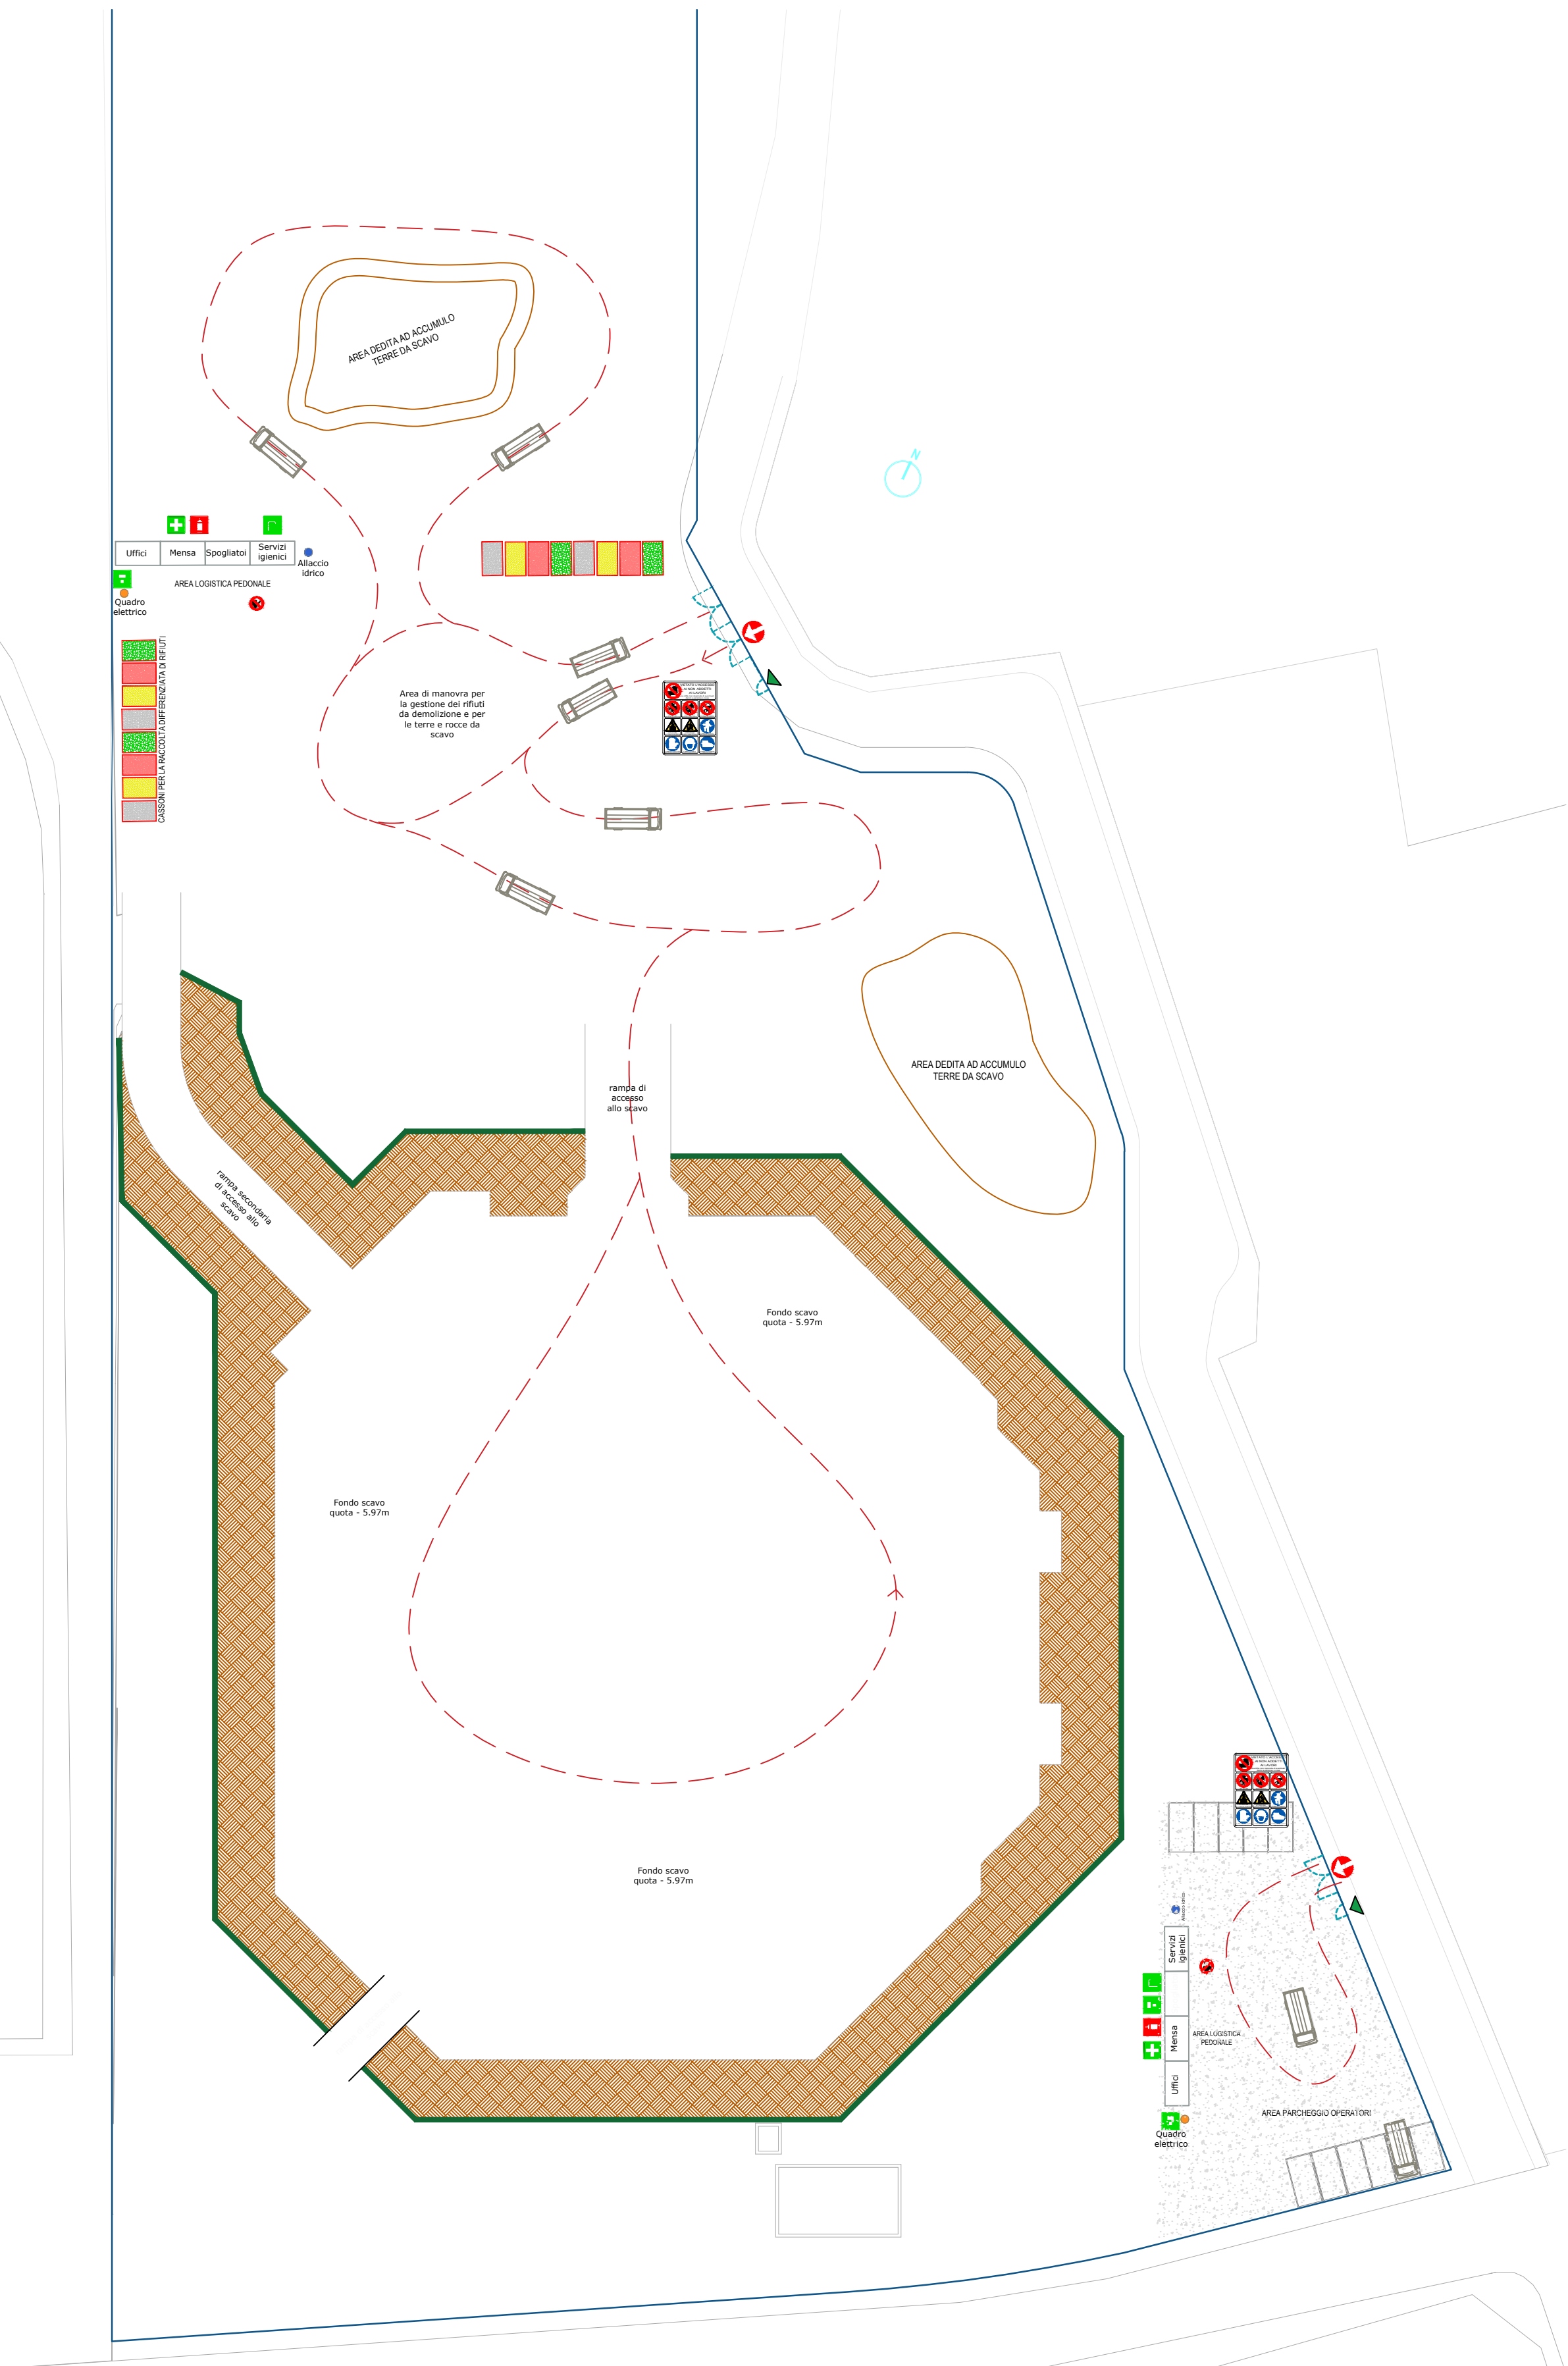 AREA DEDITA AD ACCUMULO
TERRE DA SCAVO
N
Uffici
Mensa
Spogliatoi
Servizi
igienici
Allaccio
idrico
AREA LOGISTICA PEDONALE
Quadro
elettrico
CASSONI PER LA RACCOLTA DIFFERENZIATA DI RIFIUTI
Area di manovra per
la gestione dei rifiuti
da demolizione e per
le terre e rocce da
scavo
AREA DEDITA AD ACCUMULO
TERRE DA SCAVO
rampa di
accesso
allo scavo
rampa secondaria
di accesso allo
scavo
Fondo scavo
quota - 5.97m
Fondo scavo
quota - 5.97m
Fondo scavo
quota - 5.97m
Allaccio idrico
Servizi
igienici
Mensa
Uffici
AREA LOGISTICA
PEDONALE
AREA PARCHEGGIO OPERATORI
Quadro
elettrico